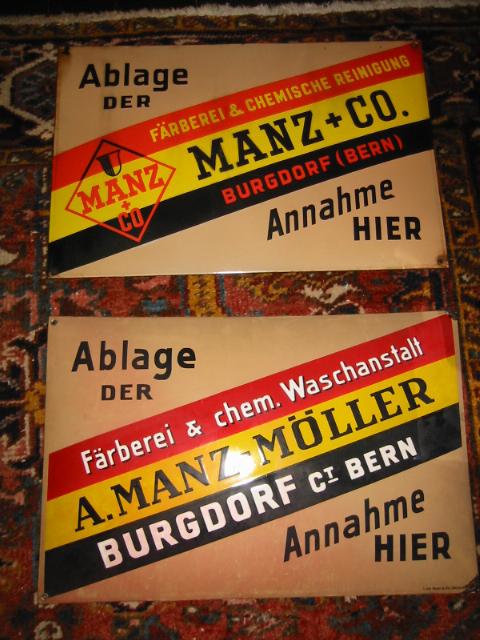 Ablage
DER
FÄRBEREI & CHEMISCHE REINIGUNG
MANZ + CO.
BURGDORF (BERN)
MANZ
+
CO
Annahme
HIER
Ablage
DER
Färberei & chem. Waschanstalt
A. MANZ-MÖLLER
BURGDORF CT BERN
Annahme
HIER